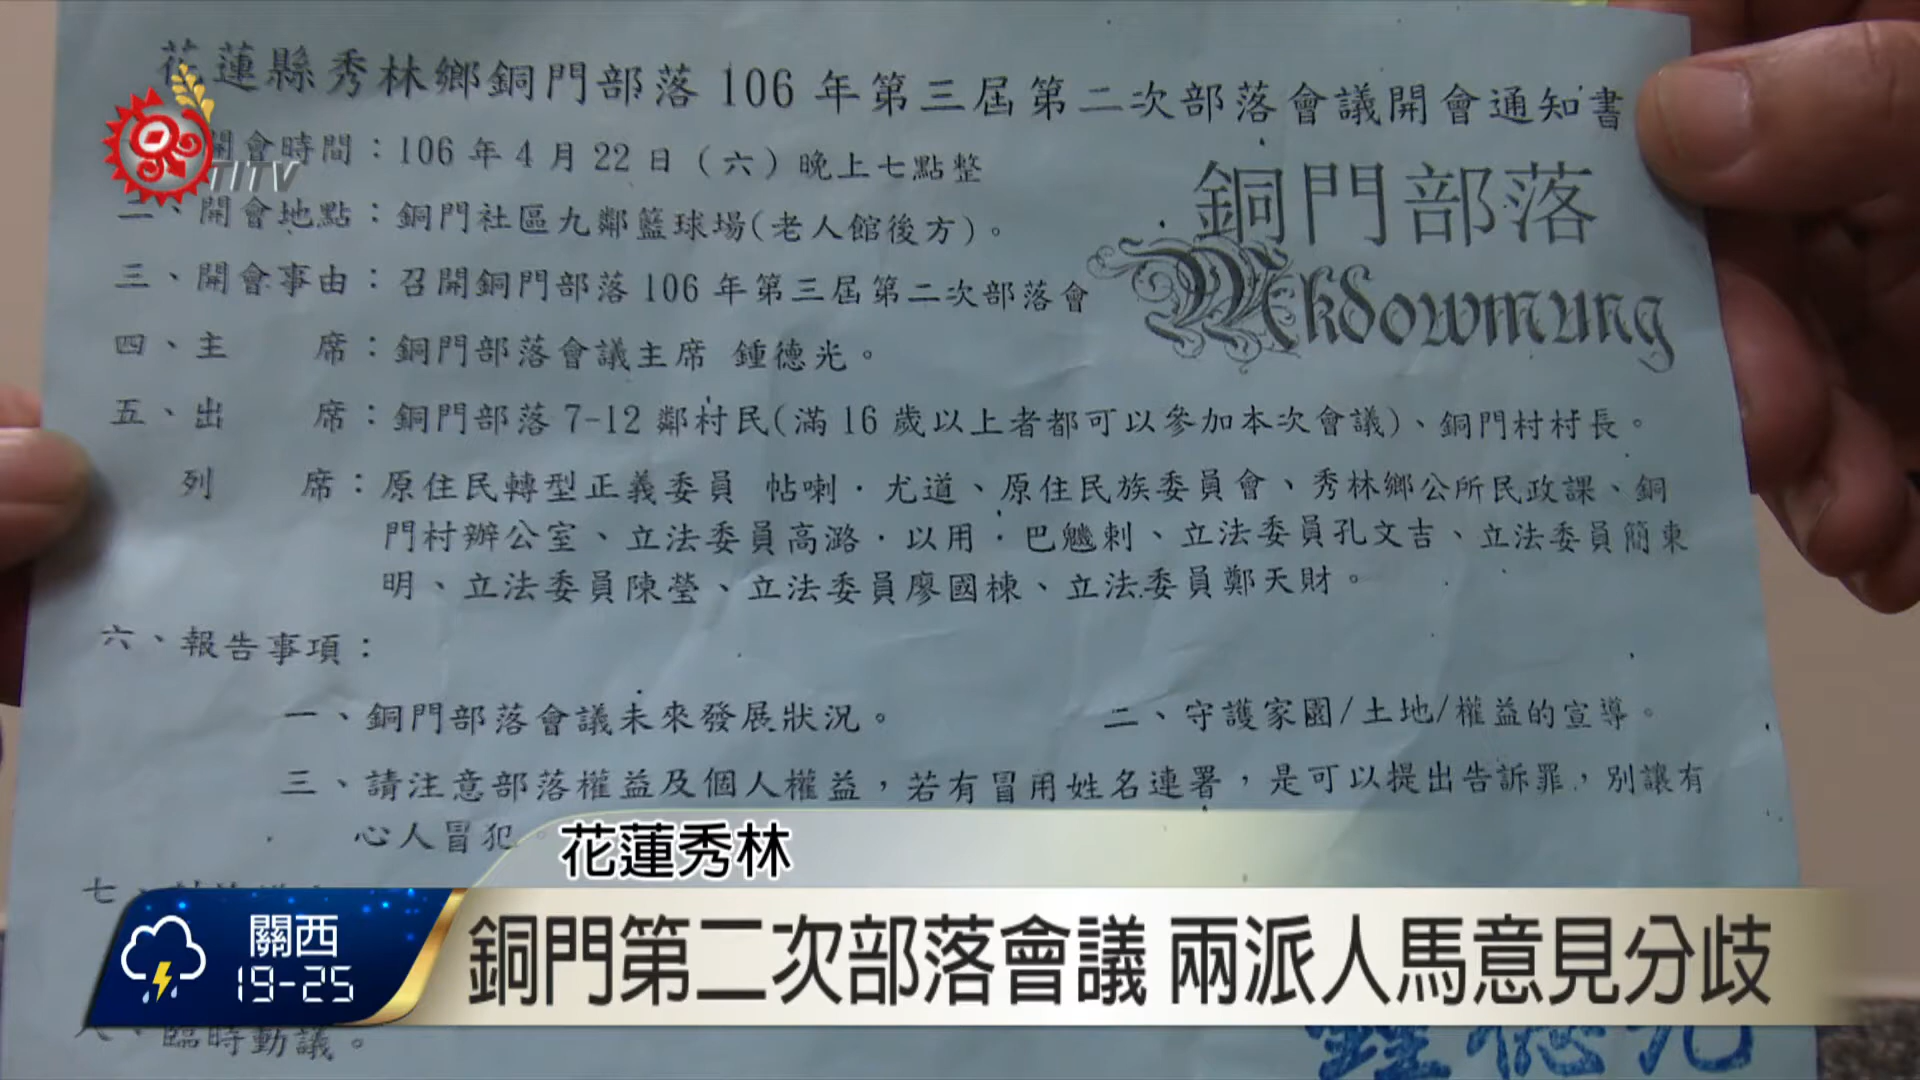 花蓮縣秀林鄉銅門部落 106 年第三屆第二次部落會議開會通知書
開會時間：106 年 4 月 22 日（六）晚上七點整
TITV
銅門部落
二、開會地點：銅門社區九鄰籃球場(老人館後方)。
Mkdowmung
三、開會事由：召開銅門部落 106 年第三屆第二次部落會
四、主 席：銅門部落會議主席 鍾德光。
五、出 席：銅門部落 7-12 鄰村民(滿 16 歲以上者都可以參加本次會議)、銅門村村長。
列 席：原住民轉型正義委員 帖喇．尤道、原住民族委員會、秀林鄉公所民政課、銅
門村辦公室、立法委員高潞．以用．巴魕剌、立法委員孔文吉、立法委員簡東
明、立法委員陳瑩、立法委員廖國棟、立法委員鄭天財。
六、報告事項：
一、銅門部落會議未來發展狀況。 二、守護家園/土地/權益的宣導。
三、請注意部落權益及個人權益，若有冒用姓名連署，是可以提出告訴罪，別讓有
心人冒犯。
花蓮秀林
七、
關西
19-25
銅門第二次部落會議 兩派人馬意見分歧
八、臨時動議。
鍾德光